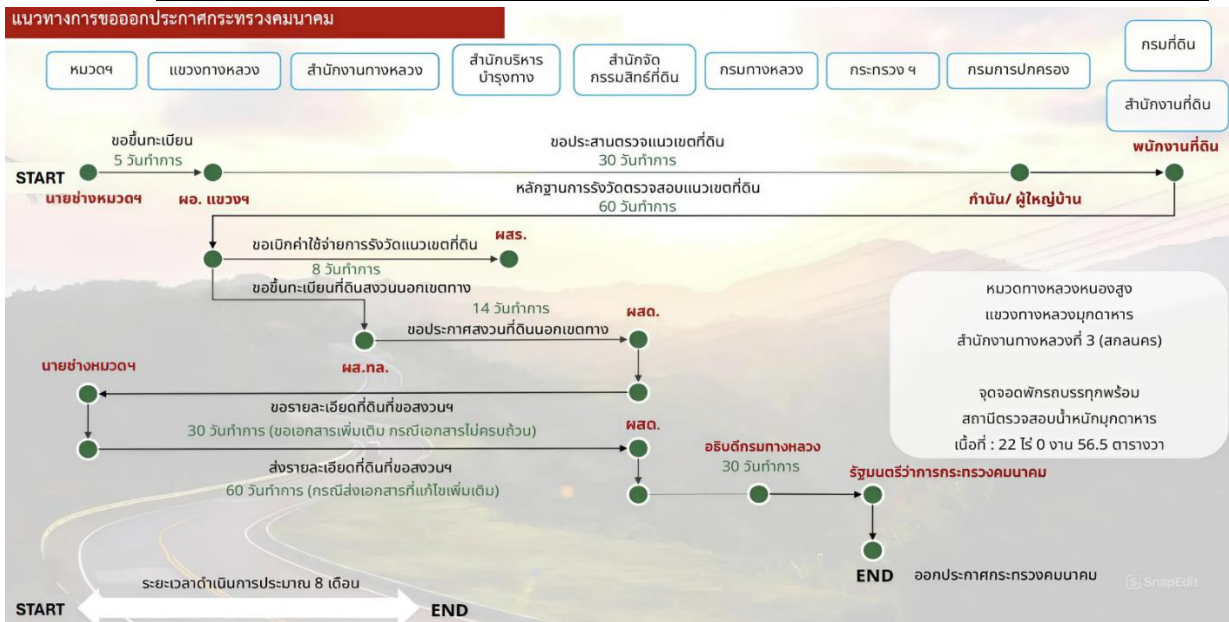 แนวทางการขอออกประกาศกระทรวงคมนาคม
กรมที่ดิน
หมวดฯ
แขวงทางหลวง
สำนักงานทางหลวง
สำนักบริหาร
บำรุงทาง
สำนักจัด
กรรมสิทธ์ที่ดิน
กรมทางหลวง
กระทรวง ฯ
กรมการปกครอง
สำนักงานที่ดิน
ขอขึ้นทะเบียน
5 วันทำการ
ขอประสานตรวจแนวเขตที่ดิน
30 วันทำการ
พนักงานที่ดิน
START
นายช่างหมวดฯ
ผอ. แขวงฯ
หลักฐานการรังวัดตรวจสอบแนวเขตที่ดิน
60 วันทำการ
กำนัน/ ผู้ใหญ่บ้าน
ขอเบิกค่าใช้จ่ายการรังวัดแนวเขตที่ดิน
8 วันทำการ
ผสร.
ขอขึ้นทะเบียนที่ดินสงวนนอกเขตทาง
14 วันทำการ
ขอประกาศสงวนที่ดินนอกเขตทาง
ผสด.
ผส.ทล.
นายช่างหมวดฯ
ขอรายละเอียดที่ดินที่ขอสงวนฯ
30 วันทำการ (ขอเอกสารเพิ่มเติม กรณีเอกสารไม่ครบถ้วน)
ผสด.
ส่งรายละเอียดที่ดินที่ขอสงวนฯ
60 วันทำการ (กรณีส่งเอกสารที่แก้ไขเพิ่มเติม)
อธิบดีกรมทางหลวง
30 วันทำการ
รัฐมนตรีว่าการกระทรวงคมนาคม
END
ออกประกาศกระทรวงคมนาคม
หมวดทางหลวงหนองสูง
แขวงทางหลวงมุกดาหาร
สำนักงานทางหลวงที่ 3 (สกลนคร)
จุดจอดพักรถบรรทุกพร้อม
สถานีตรวจสอบน้ำหนักมุกดาหาร
เนื้อที่ : 22 ไร่ 0 งาน 56.5 ตารางวา
ระยะเวลาดำเนินการประมาณ 8 เดือน
START
END
SnapEdit